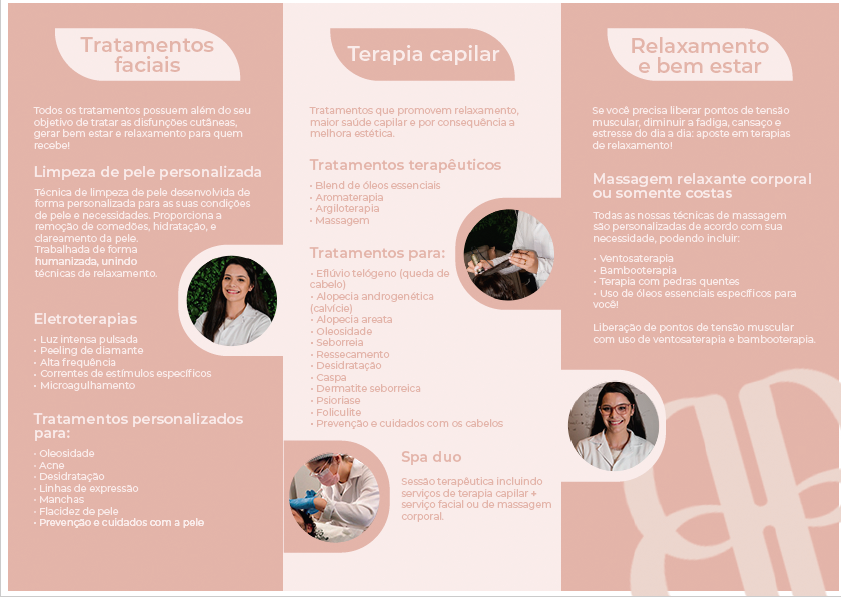 Tratamentos
faciais
Todos os tratamentos possuem além do seu
objetivo de tratar as disfunções cutâneas,
gerar bem estar e relaxamento para quem
recebe!
Limpeza de pele personalizada
Técnica de limpeza de pele desenvolvida de
forma personalizada para as suas condições
de pele e necessidades. Proporciona a
remoção de comedões, hidratação, e
clareamento da pele.
Trabalhada de forma
humanizada, unindo
técnicas de relaxamento.
Eletroterapias
• Luz intensa pulsada
• Peeling de diamante
• Alta frequência
• Correntes de estímulos específicos
• Microagulhamento
Tratamentos personalizados
para:
• Oleosidade
• Acne
• Desidratação
• Linhas de expressão
• Manchas
• Flacidez de pele
• Prevenção e cuidados com a pele
Terapia capilar
Tratamentos que promovem relaxamento,
maior saúde capilar e por consequência a
melhora estética.
Tratamentos terapêuticos
• Blend de óleos essenciais
• Aromaterapia
• Argiloterapia
• Massagem
Tratamentos para:
• Eflúvio telógeno (queda de
cabelo)
• Alopecia androgenética
(calvície)
• Alopecia areata
• Oleosidade
• Seborreia
• Ressecamento
• Desidratação
• Caspa
• Dermatite seborreica
• Psioríase
• Foliculite
• Prevenção e cuidados com os cabelos
Spa duo
Sessão terapêutica incluindo
serviços de terapia capilar +
serviço facial ou de massagem
corporal.
Relaxamento
e bem estar
Se você precisa liberar pontos de tensão
muscular, diminuir a fadiga, cansaço e
estresse do dia a dia: aposte em terapias
de relaxamento!
Massagem relaxante corporal
ou somente costas
Todas as nossas técnicas de massagem
são personalizadas de acordo com sua
necessidade, podendo incluir:
• Ventosaterapia
• Bambooterapia
• Terapia com pedras quentes
• Uso de óleos essenciais específicos para
você!
Liberação de pontos de tensão muscular
com uso de ventosaterapia e bambooterapia.